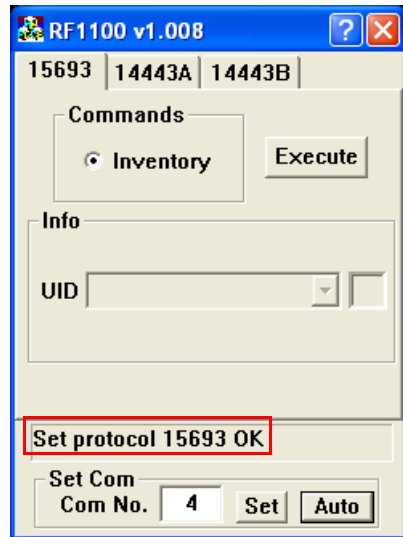 RF1100 v1.008
15693 14443A 14443B
Commands
Inventory
Execute
Info
UID
Set protocol 15693 OK
Set Com
Com No. 4 Set Auto